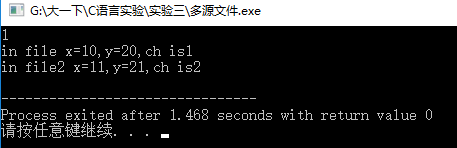 G:\大一下\C语言实验\实验三\多源文件.exe
1
in file x=10,y=20,ch is1
in file2 x=11,y=21,ch is2
--------------------------------
Process exited after 1.468 seconds with return value 0
请按任意键继续. . .